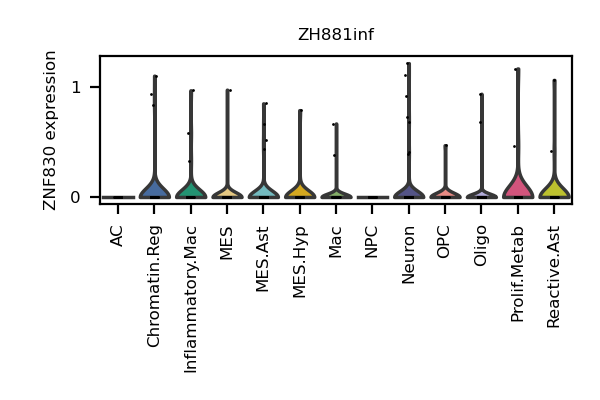 ZH881inf
ZNF830 expression
1
0
AC
Chromatin.Reg
Inflammatory.Mac
MES
MES.Ast
MES.Hyp
Mac
NPC
Neuron
OPC
Oligo
Prolif.Metab
Reactive.Ast